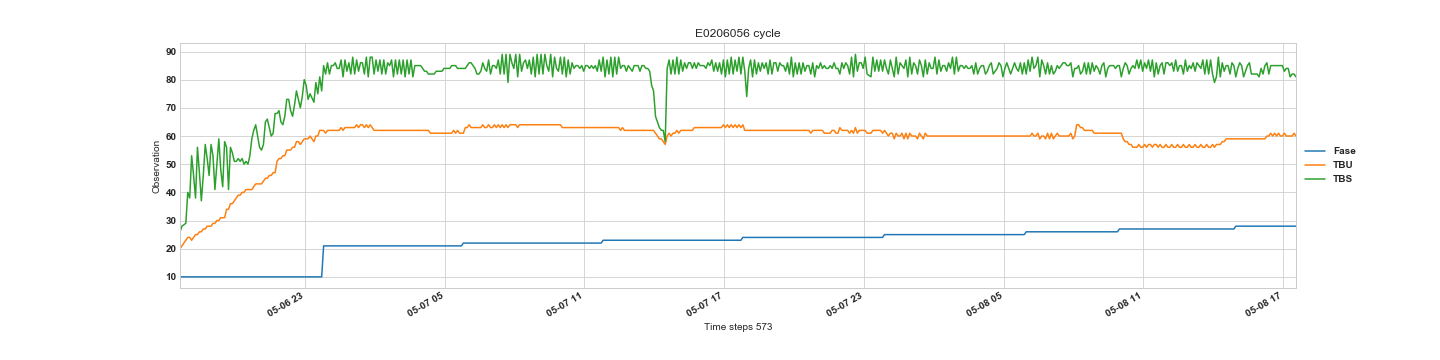 E0206056 cycle
Observation
90
80
70
60
50
40
30
20
10
05-06 23
05-07 05
05-07 11
05-07 17
05-07 23
05-08 05
05-08 11
05-08 17
Time steps 573
Fase
TBU
TBS